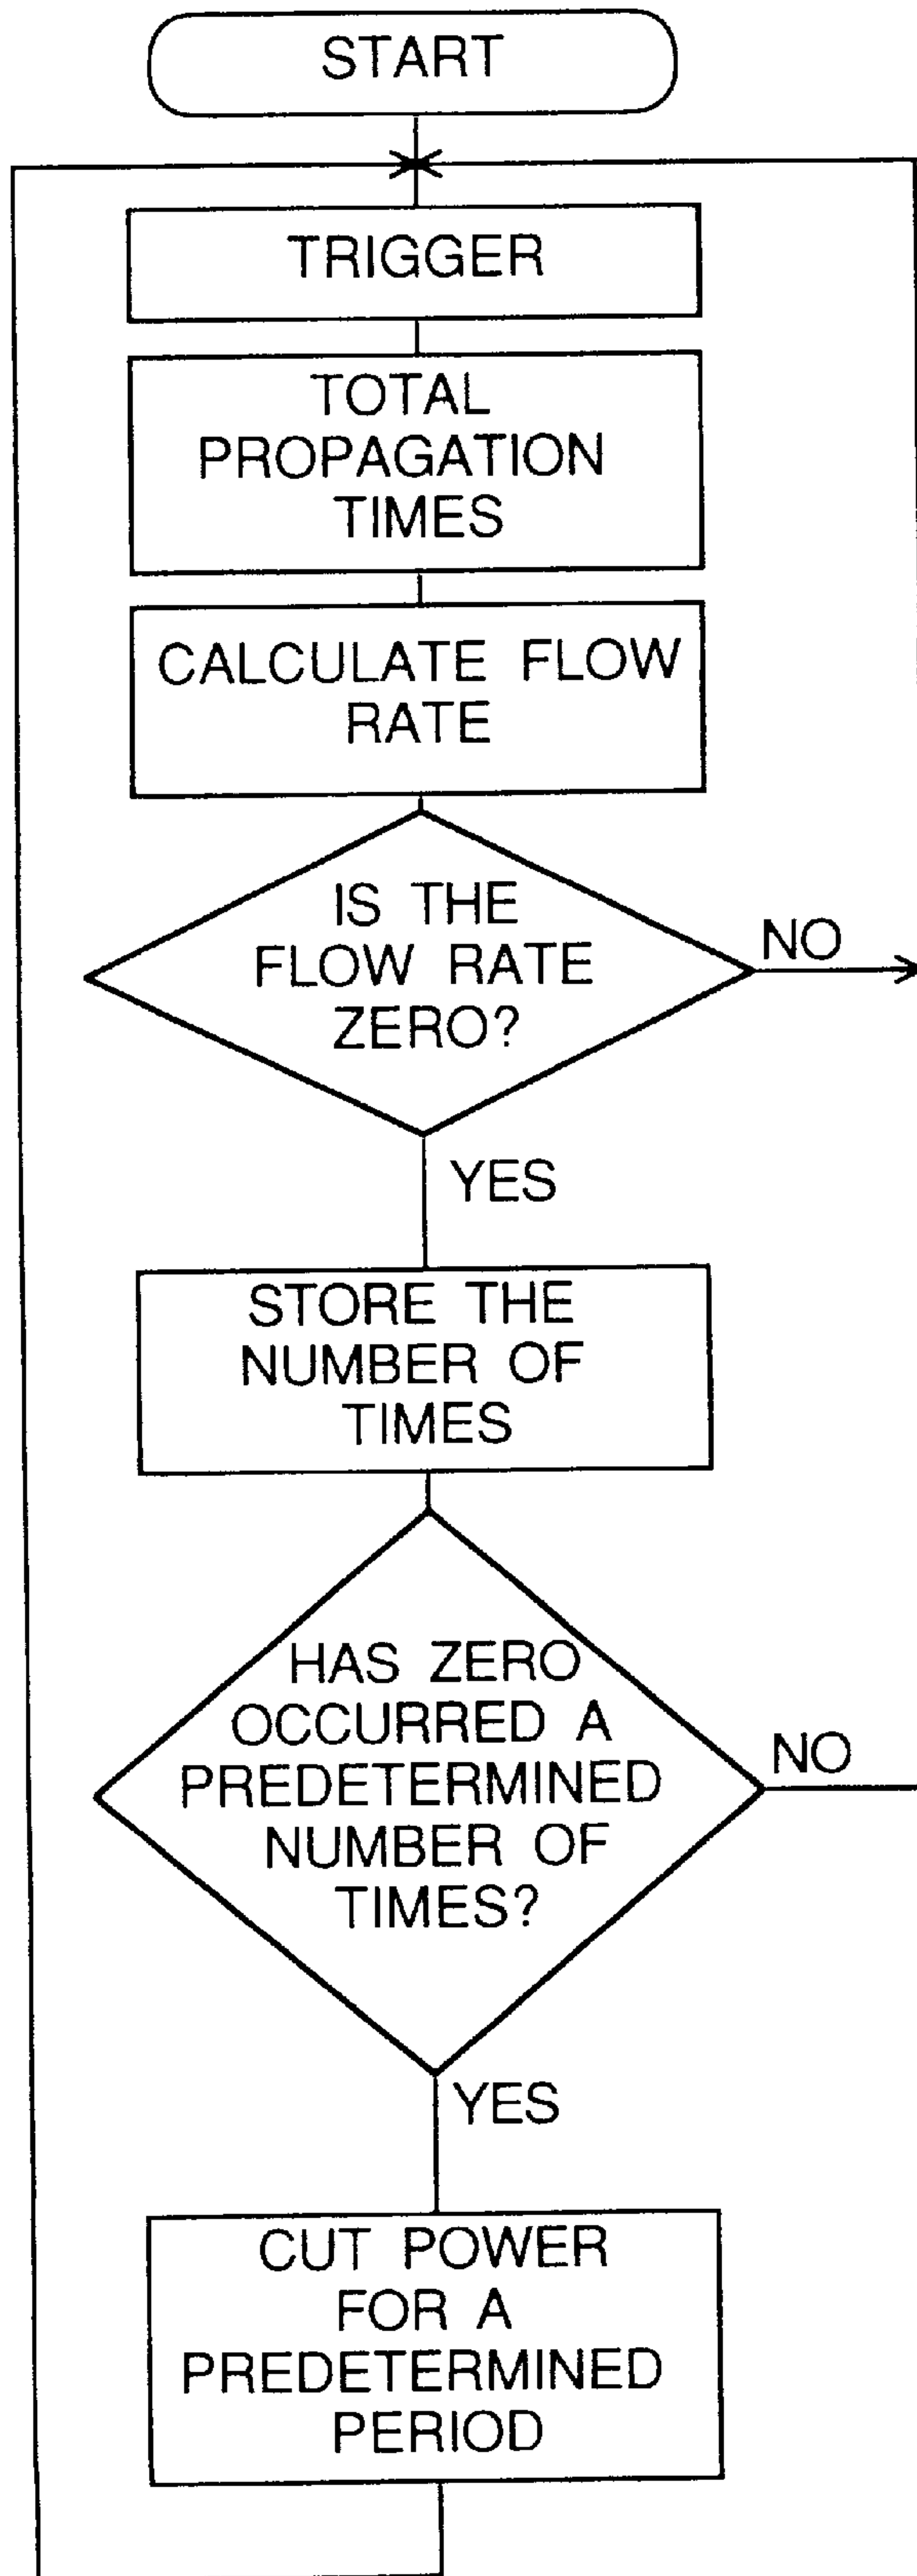 START
TRIGGER
TOTAL
PROPAGATION
TIMES
CALCULATE FLOW
RATE
IS THE
FLOW RATE
ZERO?
NO
YES
STORE THE
NUMBER OF
TIMES
HAS ZERO
OCCURRED A
PREDETERMINED
NUMBER OF
TIMES?
NO
YES
CUT POWER
FOR A
PREDETERMINED
PERIOD